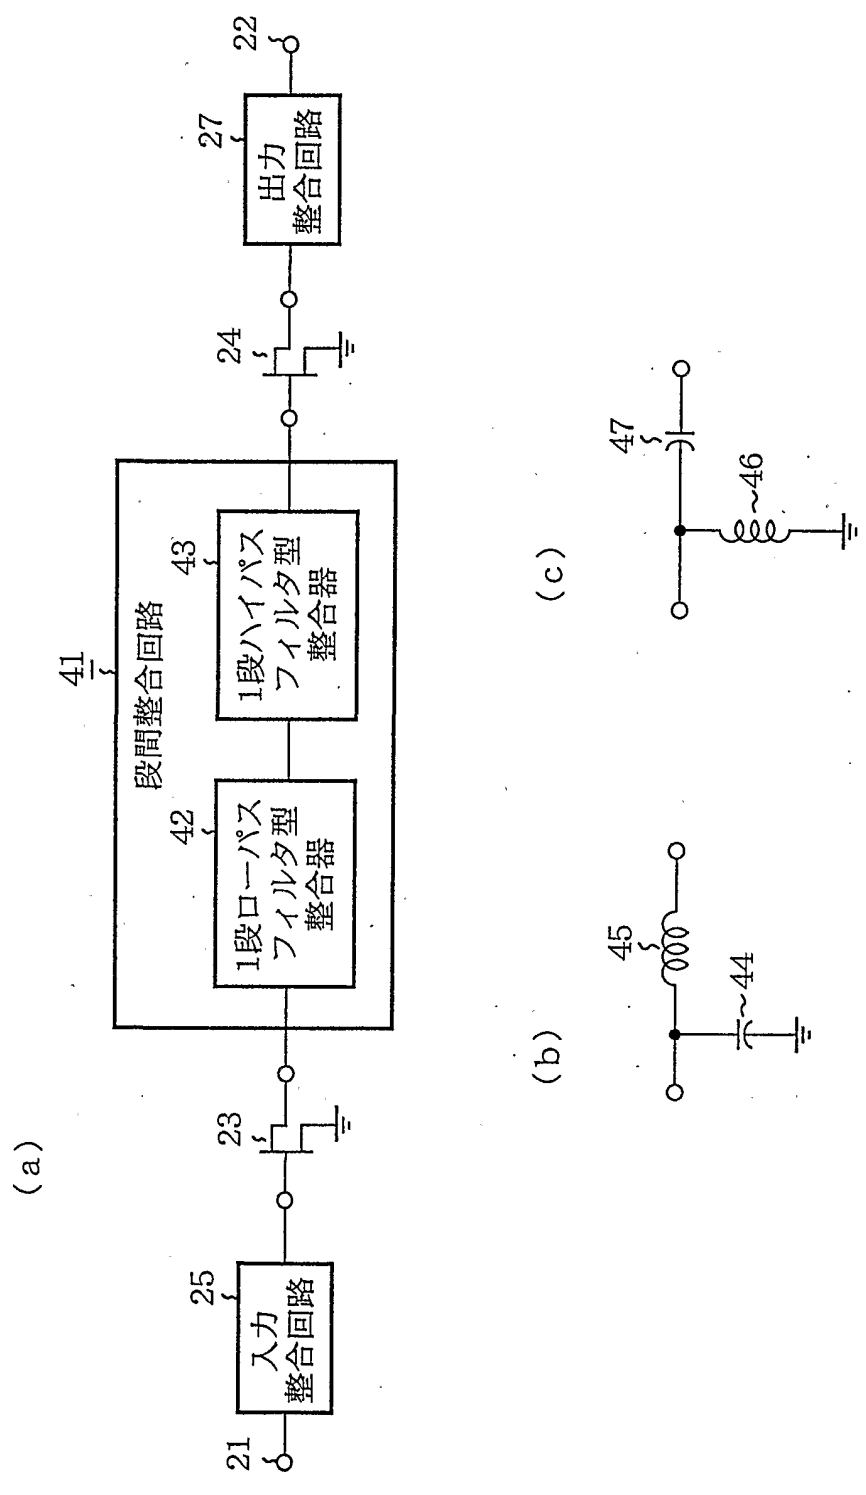 (a)
21
25
入力
整合回路
23
41
段間整合回路
42
1段ローパス
フィルタ型
整合器
43
1段ハイパス
フィルタ型
整合器
24
27
出力
整合回路
22
(b)
45
44
(c)
47
46